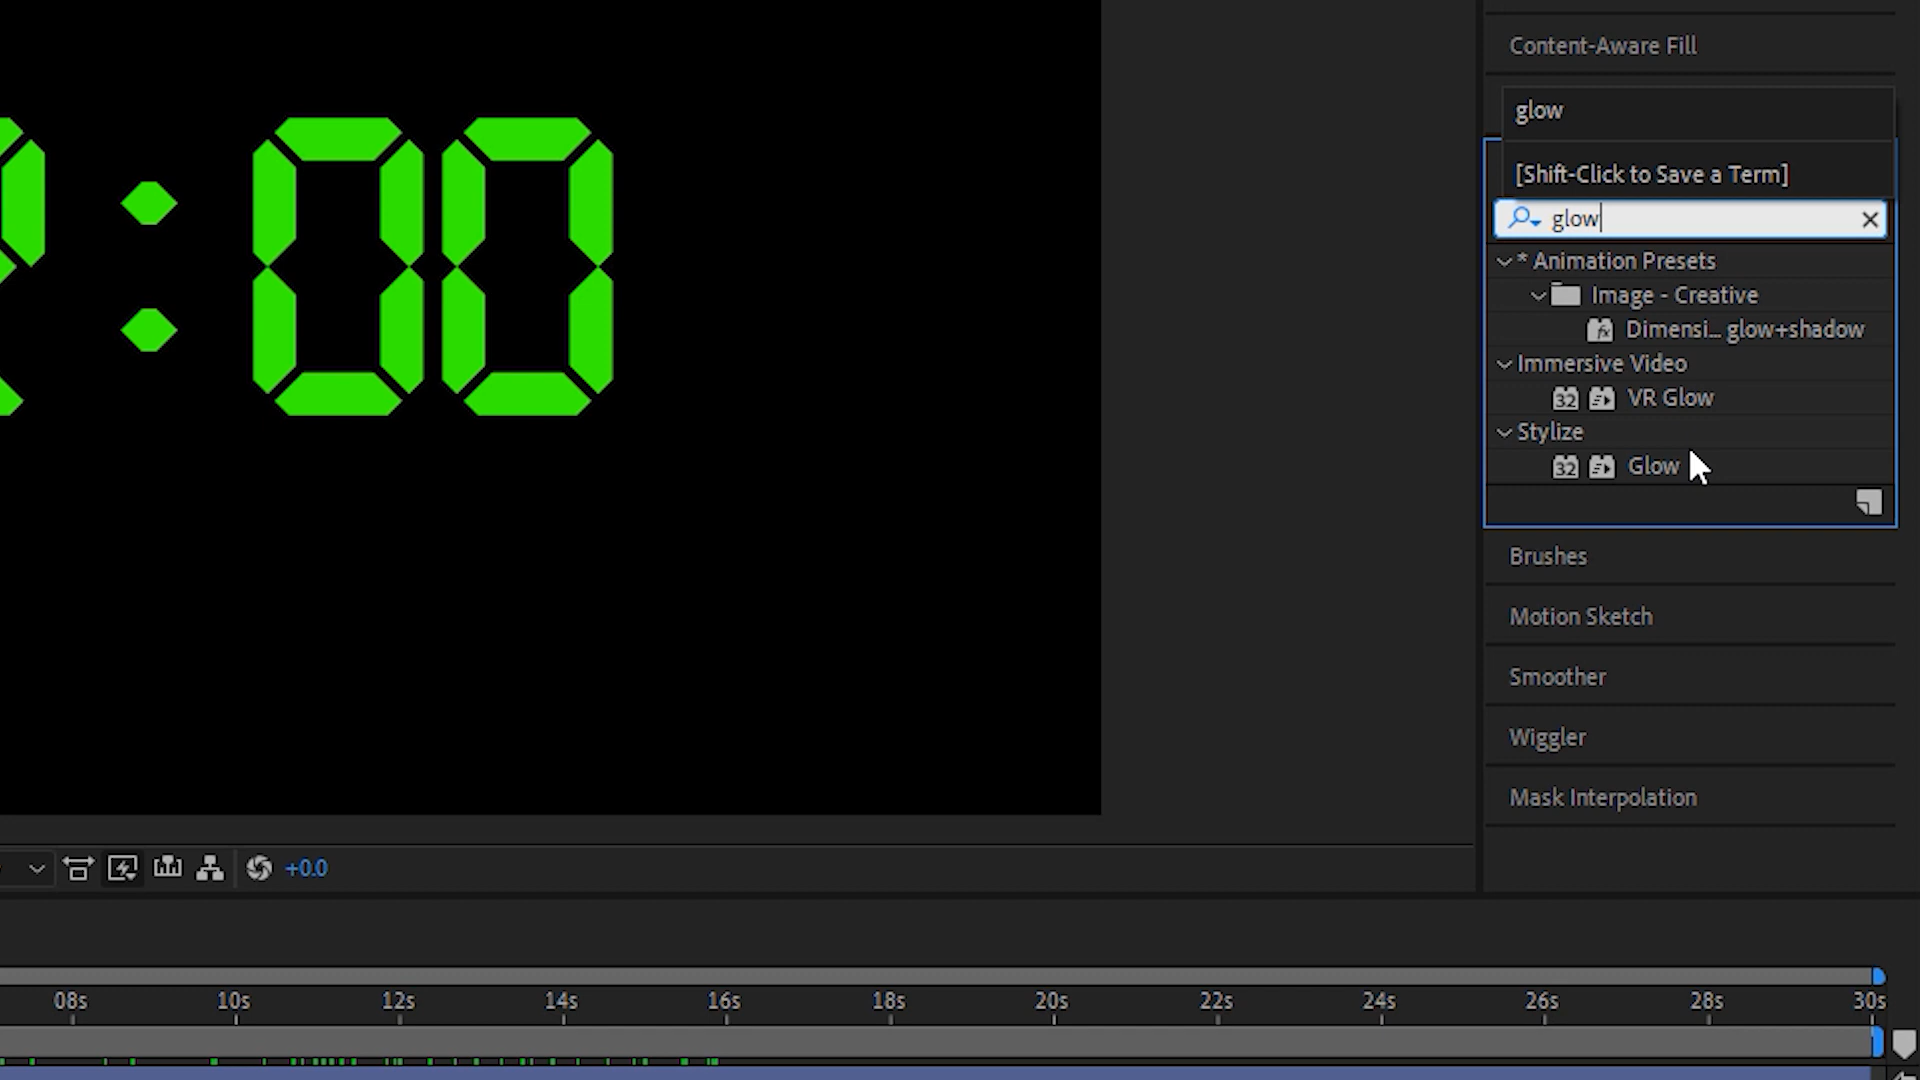 Content-Aware Fill
glow
[Shift-Click to Save a Term]
glow
* Animation Presets
Image - Creative
Dimensi... glow+shadow
Immersive Video
32 VR Glow
Stylize
32 Glow
:00
Brushes
Motion Sketch
Smoother
Wiggler
Mask Interpolation
+0.0
08s 10s 12s 14s 16s 18s 20s 22s 24s 26s 28s 30s